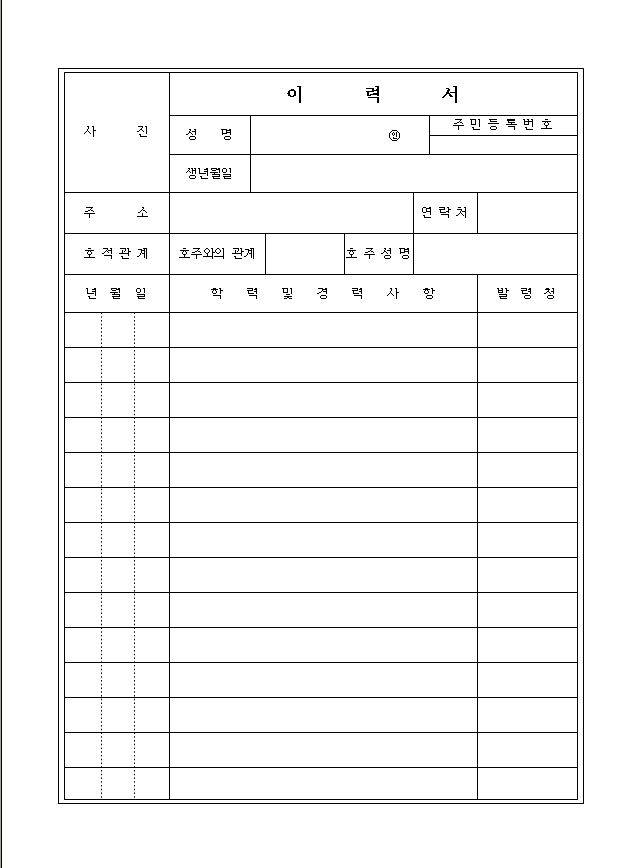 이 력 서
사 진
성 명
㊞
주 민 등 록 번 호
생년월일
주 소
연 락 처
호 적 관 계
호주와의 관계
호 주 성 명
년 월 일
학 력 및 경 력 사 항
발 령 청